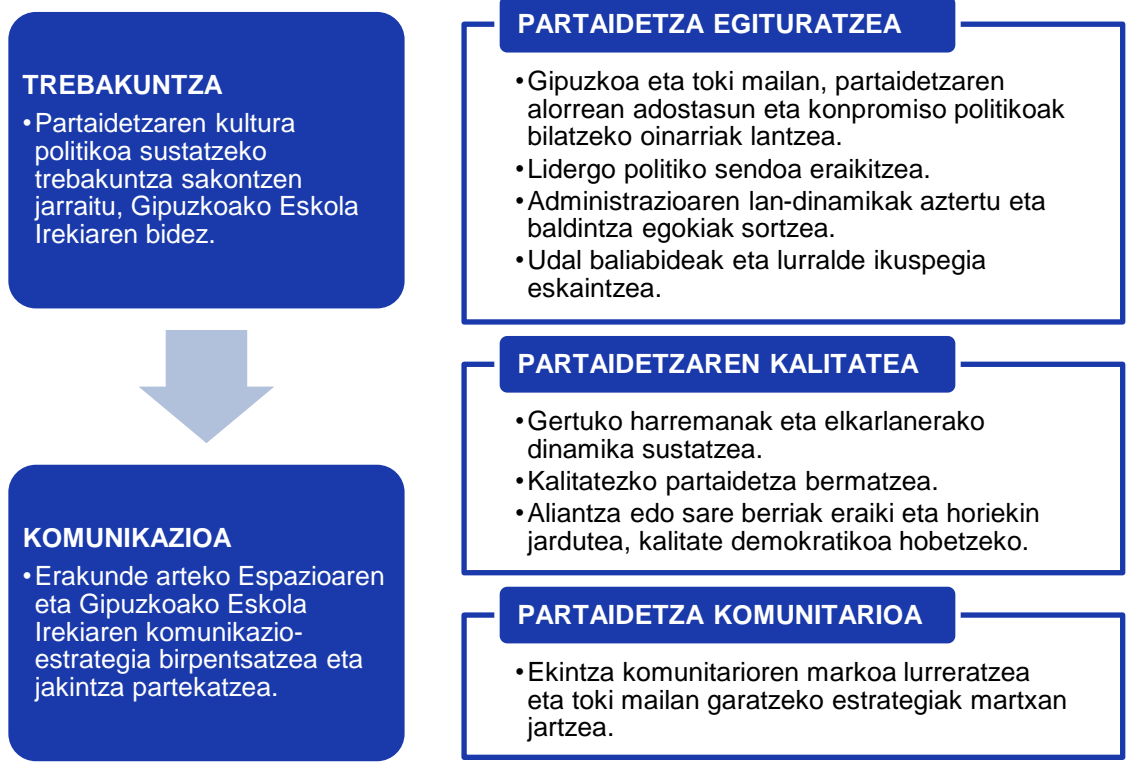 TREBAKUNTZA
•Partaidetzaren kultura
politikoa sustatzeko
trebakuntza sakontzen
jarraitu, Gipuzkoako Eskola
Irekiaren bidez.
KOMUNIKAZIOA
•Erakunde arteko Espazioaren
eta Gipuzkoako Eskola
Irekiaren komunikazio-
estrategia birpentsatzea eta
jakintza partekatzea.
PARTAIDETZA EGITURATZEA
•Gipuzkoa eta toki mailan, partaidetzaren
alorrean adostasun eta konpromiso politikoak
bilatzeko oinarriak lantzea.
•Lidergo politiko sendoa eraikitzea.
•Administrazioaren lan-dinamikak aztertu eta
baldintza egokiak sortzea.
•Udal baliabideak eta lurralde ikuspegia
eskaintzea.
PARTAIDETZAREN KALITATEA
•Gertuko harremanak eta elkarlanerako
dinamika sustatzea.
•Kalitatezko partaidetza bermatzea.
•Aliantza edo sare berriak eraiki eta horiekin
jardutea, kalitate demokratikoa hobetzeko.
PARTAIDETZA KOMUNITARIOA
•Ekintza komunitarioren markoa lurreratzea
eta toki mailan garatzeko estrategiak martxan
jartzea.